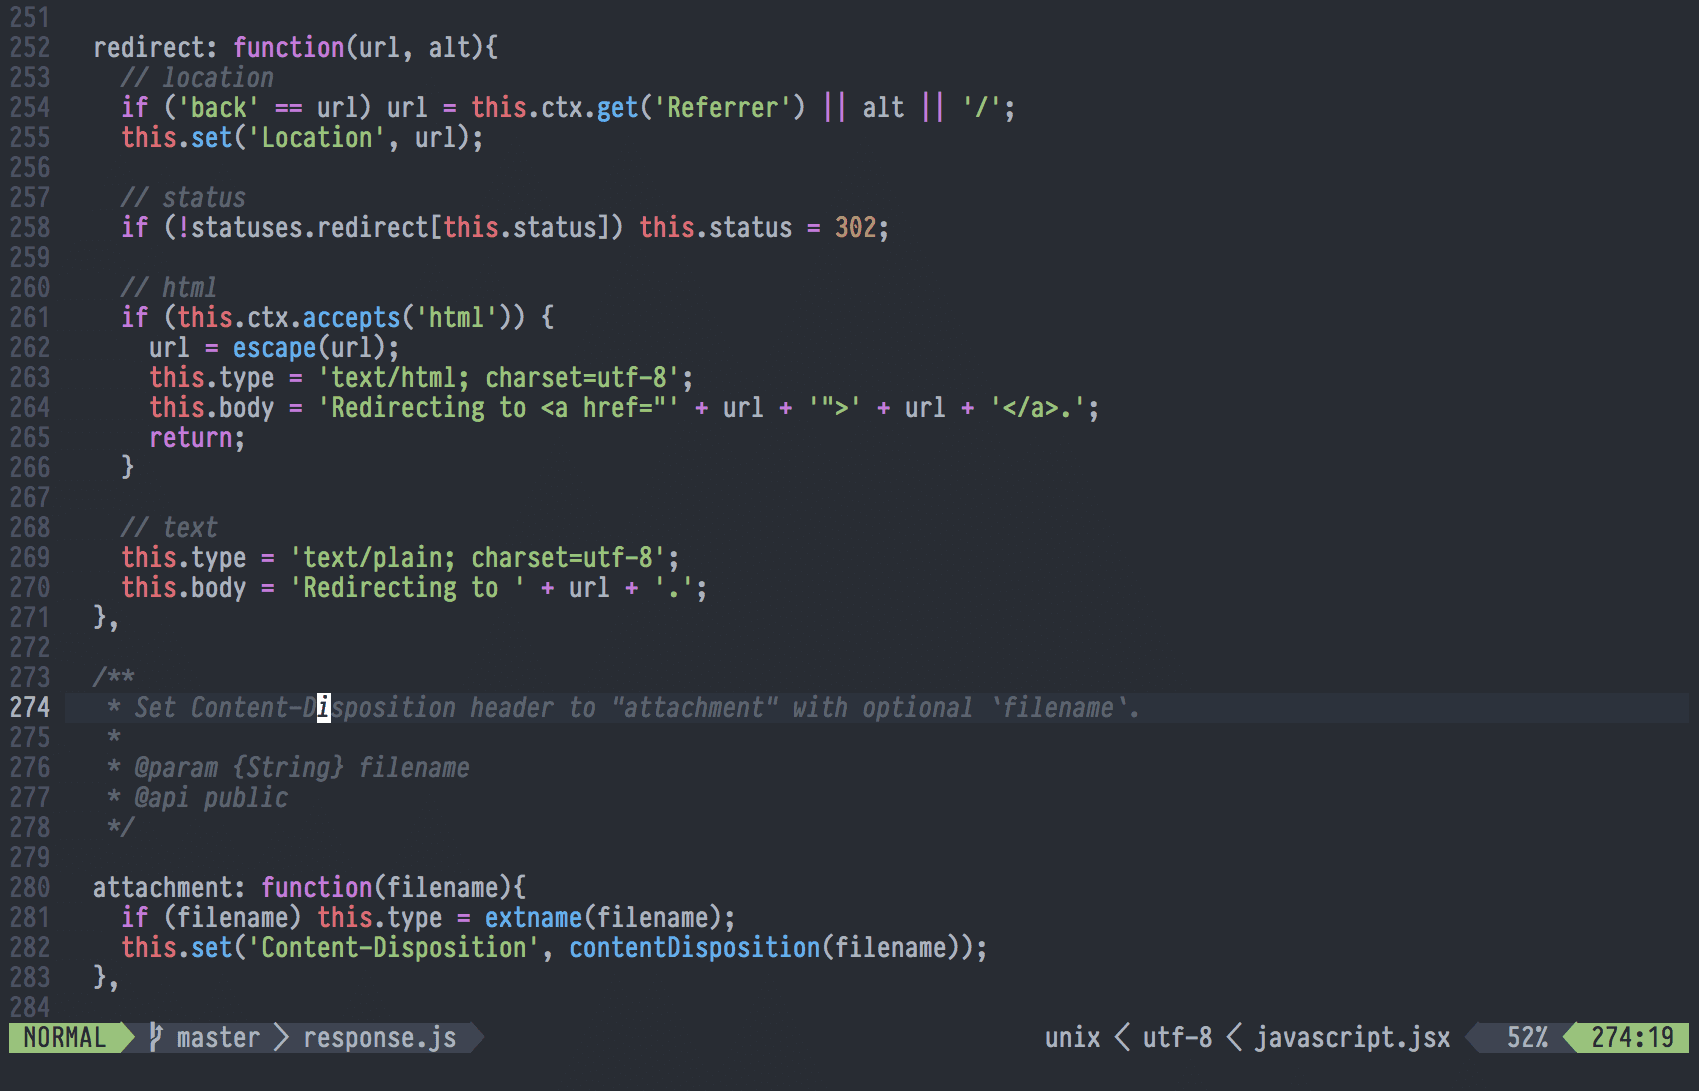 251
252   redirect: function(url, alt){
253     // location
254     if ('back' == url) url = this.ctx.get('Referrer') || alt || '/';
255     this.set('Location', url);
256
257     // status
258     if (!statuses.redirect[this.status]) this.status = 302;
259
260     // html
261     if (this.ctx.accepts('html')) {
262       url = escape(url);
263       this.type = 'text/html; charset=utf-8';
264       this.body = 'Redirecting to <a href="' + url + '">' + url + '</a>.';
265       return;
266     }
267
268     // text
269     this.type = 'text/plain; charset=utf-8';
270     this.body = 'Redirecting to ' + url + '.';
271   },
272
273   /**
274    * Set Content-Disposition header to "attachment" with optional `filename`.
275    *
276    * @param {String} filename
277    * @api public
278    */
279
280   attachment: function(filename){
281     if (filename) this.type = extname(filename);
282     this.set('Content-Disposition', contentDisposition(filename));
283   },
284
NORMAL master response.js unix utf-8 javascript.jsx 52% 274:19